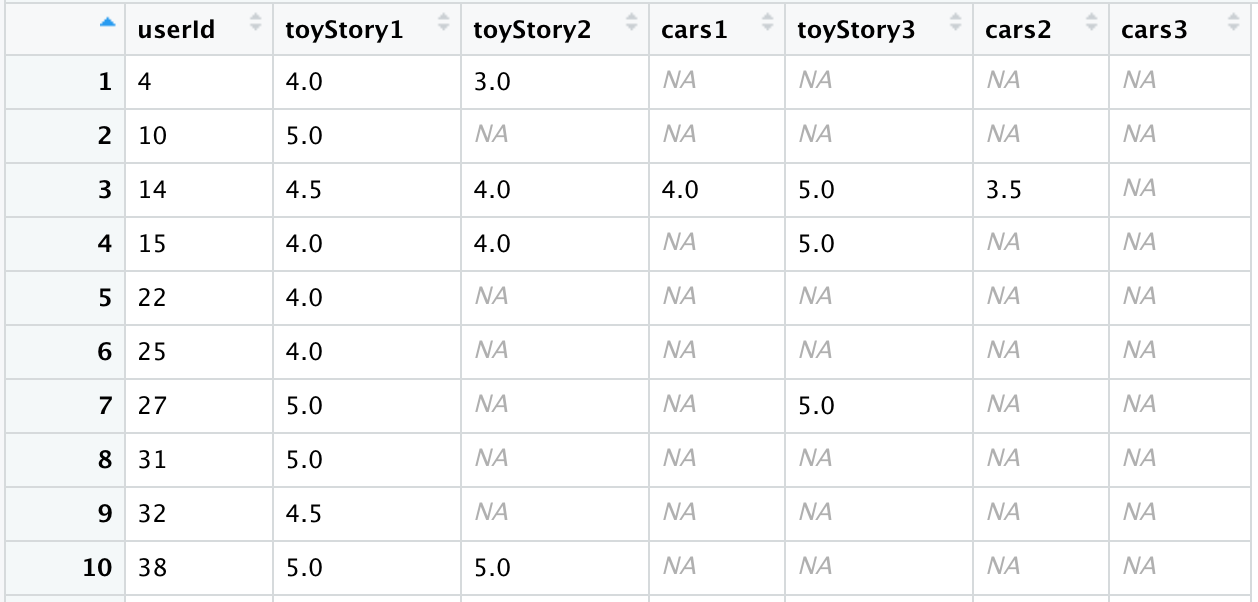 userId toyStory1 toyStory2 cars1 toyStory3 cars2 cars3
1 4 4.0 3.0 NA NA NA NA
2 10 5.0 NA NA NA NA NA
3 14 4.5 4.0 4.0 5.0 3.5 NA
4 15 4.0 4.0 NA 5.0 NA NA
5 22 4.0 NA NA NA NA NA
6 25 4.0 NA NA NA NA NA
7 27 5.0 NA NA 5.0 NA NA
8 31 5.0 NA NA NA NA NA
9 32 4.5 NA NA NA NA NA
10 38 5.0 5.0 NA NA NA NA